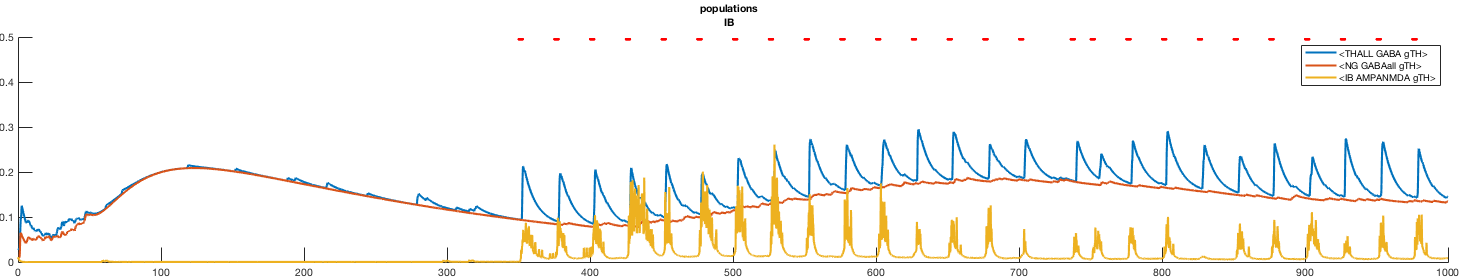 populations
IB
0.5
0.4
0.3
0.2
0.1
0
0 100 200 300 400 500 600 700 800 900 1000
<THALL GABA gTH>
<NG GABAall gTH>
<IB AMPANMDA gTH>